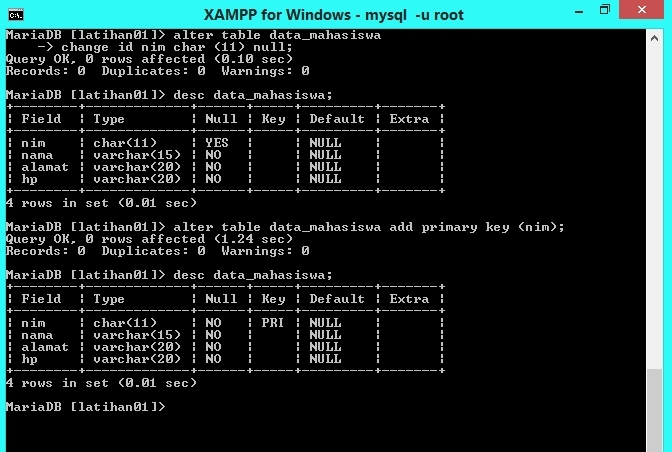 XAMPP for Windows - mysql -u root
MariaDB [latihan01]> alter table data_mahasiswa
    -> change id nim char (11) null;
Query OK, 0 rows affected (0.10 sec)
Records: 0  Duplicates: 0  Warnings: 0
MariaDB [latihan01]> desc data_mahasiswa;
+--------+-------------+------+-----+---------+-------+
| Field  | Type        | Null | Key | Default | Extra |
+--------+-------------+------+-----+---------+-------+
| nim    | char(11)    | YES  |     | NULL    |       |
| nama   | varchar(15) | NO   |     | NULL    |       |
| alamat | varchar(20) | NO   |     | NULL    |       |
| hp     | varchar(20) | NO   |     | NULL    |       |
+--------+-------------+------+-----+---------+-------+
4 rows in set (0.01 sec)
MariaDB [latihan01]> alter table data_mahasiswa add primary key (nim);
Query OK, 0 rows affected (1.24 sec)
Records: 0  Duplicates: 0  Warnings: 0
MariaDB [latihan01]> desc data_mahasiswa;
+--------+-------------+------+-----+---------+-------+
| Field  | Type        | Null | Key | Default | Extra |
+--------+-------------+------+-----+---------+-------+
| nim    | char(11)    | NO   | PRI | NULL    |       |
| nama   | varchar(15) | NO   |     | NULL    |       |
| alamat | varchar(20) | NO   |     | NULL    |       |
| hp     | varchar(20) | NO   |     | NULL    |       |
+--------+-------------+------+-----+---------+-------+
4 rows in set (0.01 sec)
MariaDB [latihan01]>